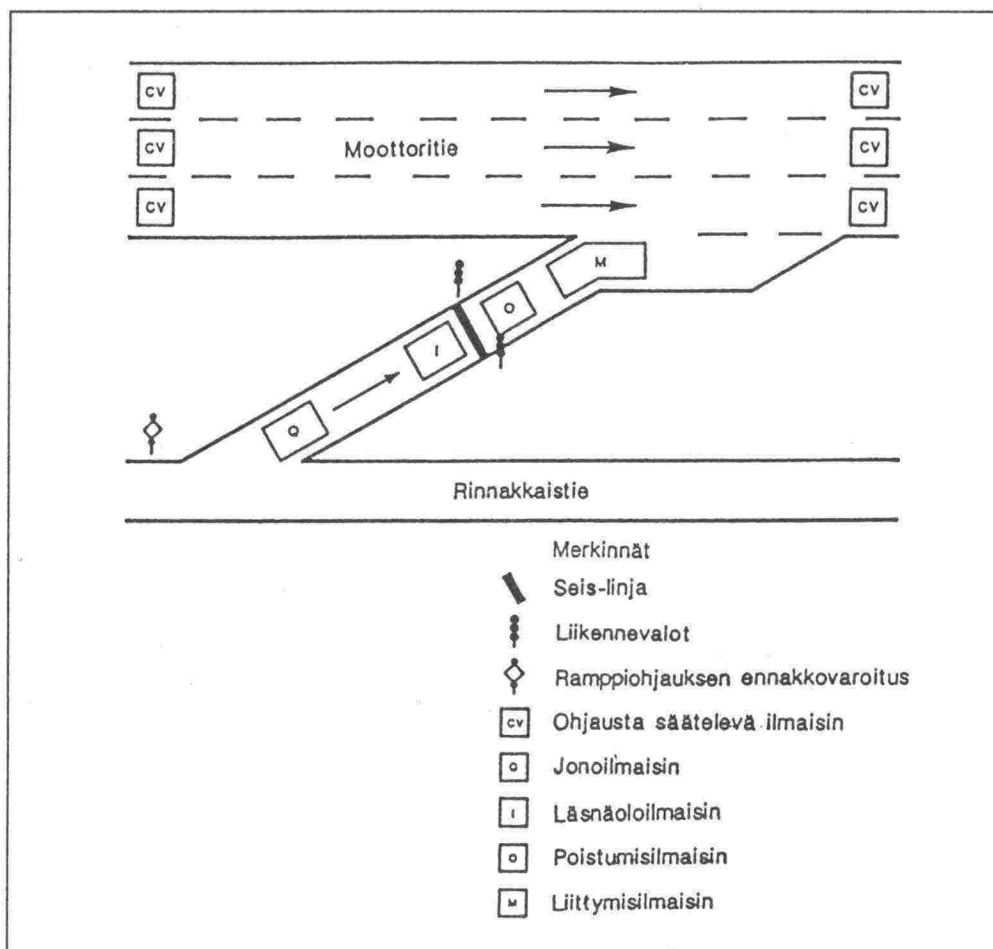 CV CV
CV Moottoritie CV
CV CV
M
O
I
Q
Rinnakkaistie
Merkinnät
Seis-linja
Liikennevalot
Ramppiohjauksen ennakkovaroitus
CV Ohjausta säätelevä ilmaisin
Q Jonoilmaisin
I Läsnäoloilmaisin
O Poistumisilmaisin
M Liittymisilmaisin